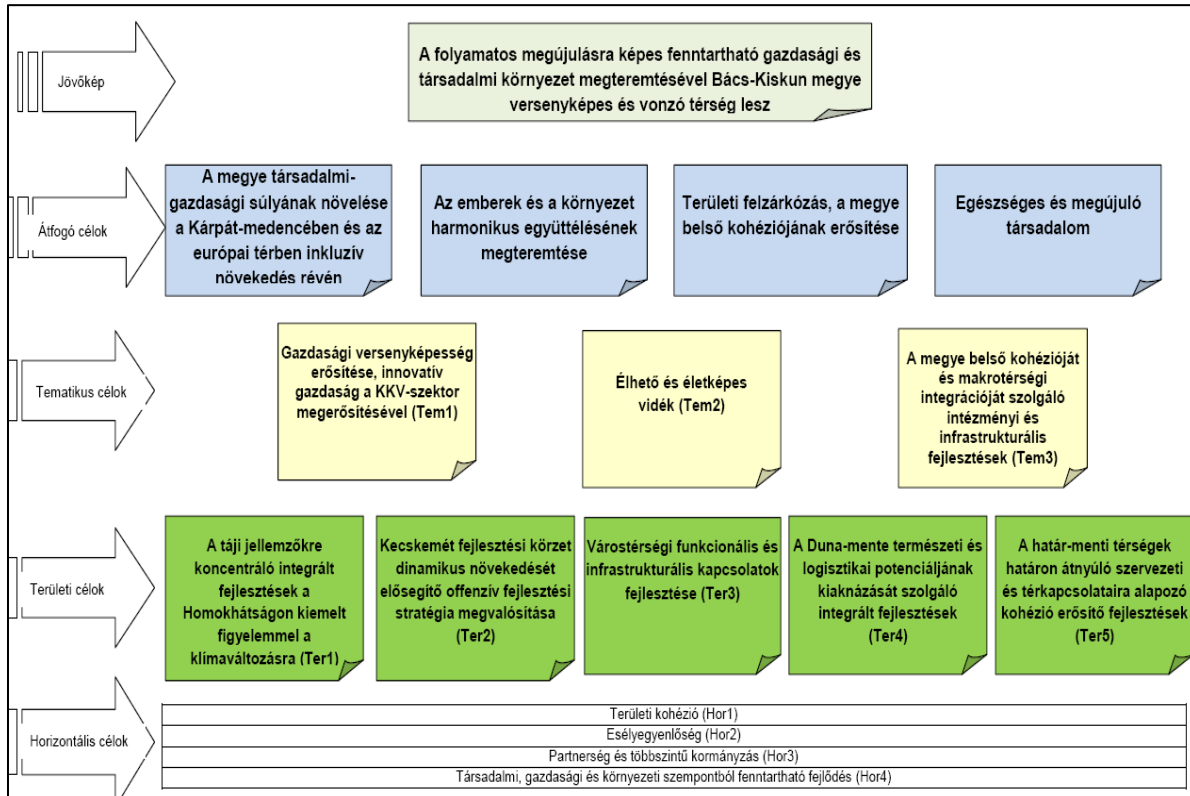 Jövőkép
A folyamatos megújulásra képes fenntartható gazdasági és
társadalmi környezet megteremtésével Bács-Kiskun megye
versenyképes és vonzó térség lesz
Átfogó célok
A megye társadalmi-
gazdasági súlyának növelése
a Kárpát-medencében és az
európai térben inkluzív
növekedés révén
Az emberek és a környezet
harmonikus együttélésének
megteremtése
Területi felzárkózás, a megye
belső kohéziójának erősítése
Egészséges és megújuló
társadalom
Tematikus célok
Gazdasági versenyképesség
erősítése, innovatív
gazdaság a KKV-szektor
megerősítésével (Tem1)
Élhető és életképes
vidék (Tem2)
A megye belső kohézióját
és makrotérségi
integrációját szolgáló
intézményi és
infrastrukturális
fejlesztések (Tem3)
Területi célok
A táji jellemzőkre
koncentráló integrált
fejlesztések a
Homokhátságon kiemelt
figyelemmel a
klímaváltozásra (Ter1)
Kecskemét fejlesztési körzet
dinamikus növekedését
elősegítő offenzív fejlesztési
stratégia megvalósítása
(Ter2)
Várostérségi funkcionális és
infrastrukturális kapcsolatok
fejlesztése (Ter3)
A Duna-mente természeti és
logisztikai potenciáljának
kiaknázását szolgáló
integrált fejlesztések
(Ter4)
A határ-menti térségek
határon átnyúló szervezeti
és térkapcsolataira alapozó
kohézió erősítő fejlesztések
(Ter5)
Horizontális célok
Területi kohézió (Hor1)
Esélyegyenlőség (Hor2)
Partnerség és többszintű kormányzás (Hor3)
Társadalmi, gazdasági és környezeti szempontból fenntartható fejlődés (Hor4)